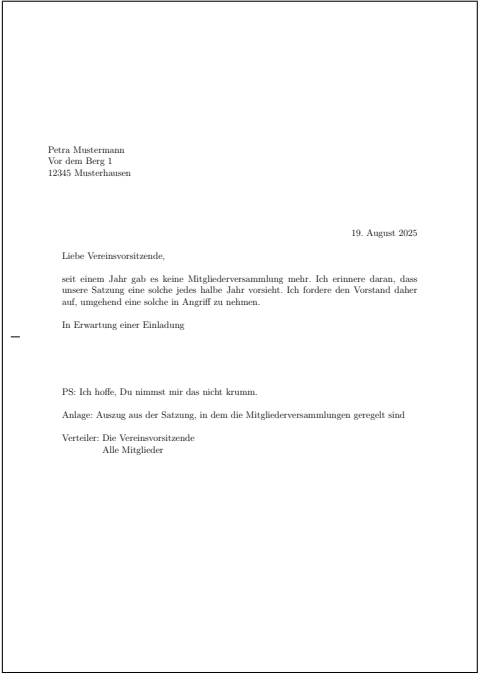 Petra Mustermann
Vor dem Berg 1
12345 Musterhausen
19. August 2025
Liebe Vereinsvorsitzende,
seit einem Jahr gab es keine Mitgliederversammlung mehr. Ich erinnere daran, dass
unsere Satzung eine solche jedes halbe Jahr vorsieht. Ich fordere den Vorstand daher
auf, umgehend eine solche in Angriff zu nehmen.
In Erwartung einer Einladung
PS: Ich hoffe, Du nimmst mir das nicht krumm.
Anlage: Auszug aus der Satzung, in dem die Mitgliederversammlungen geregelt sind
Verteiler: Die Vereinsvorsitzende
Alle Mitglieder